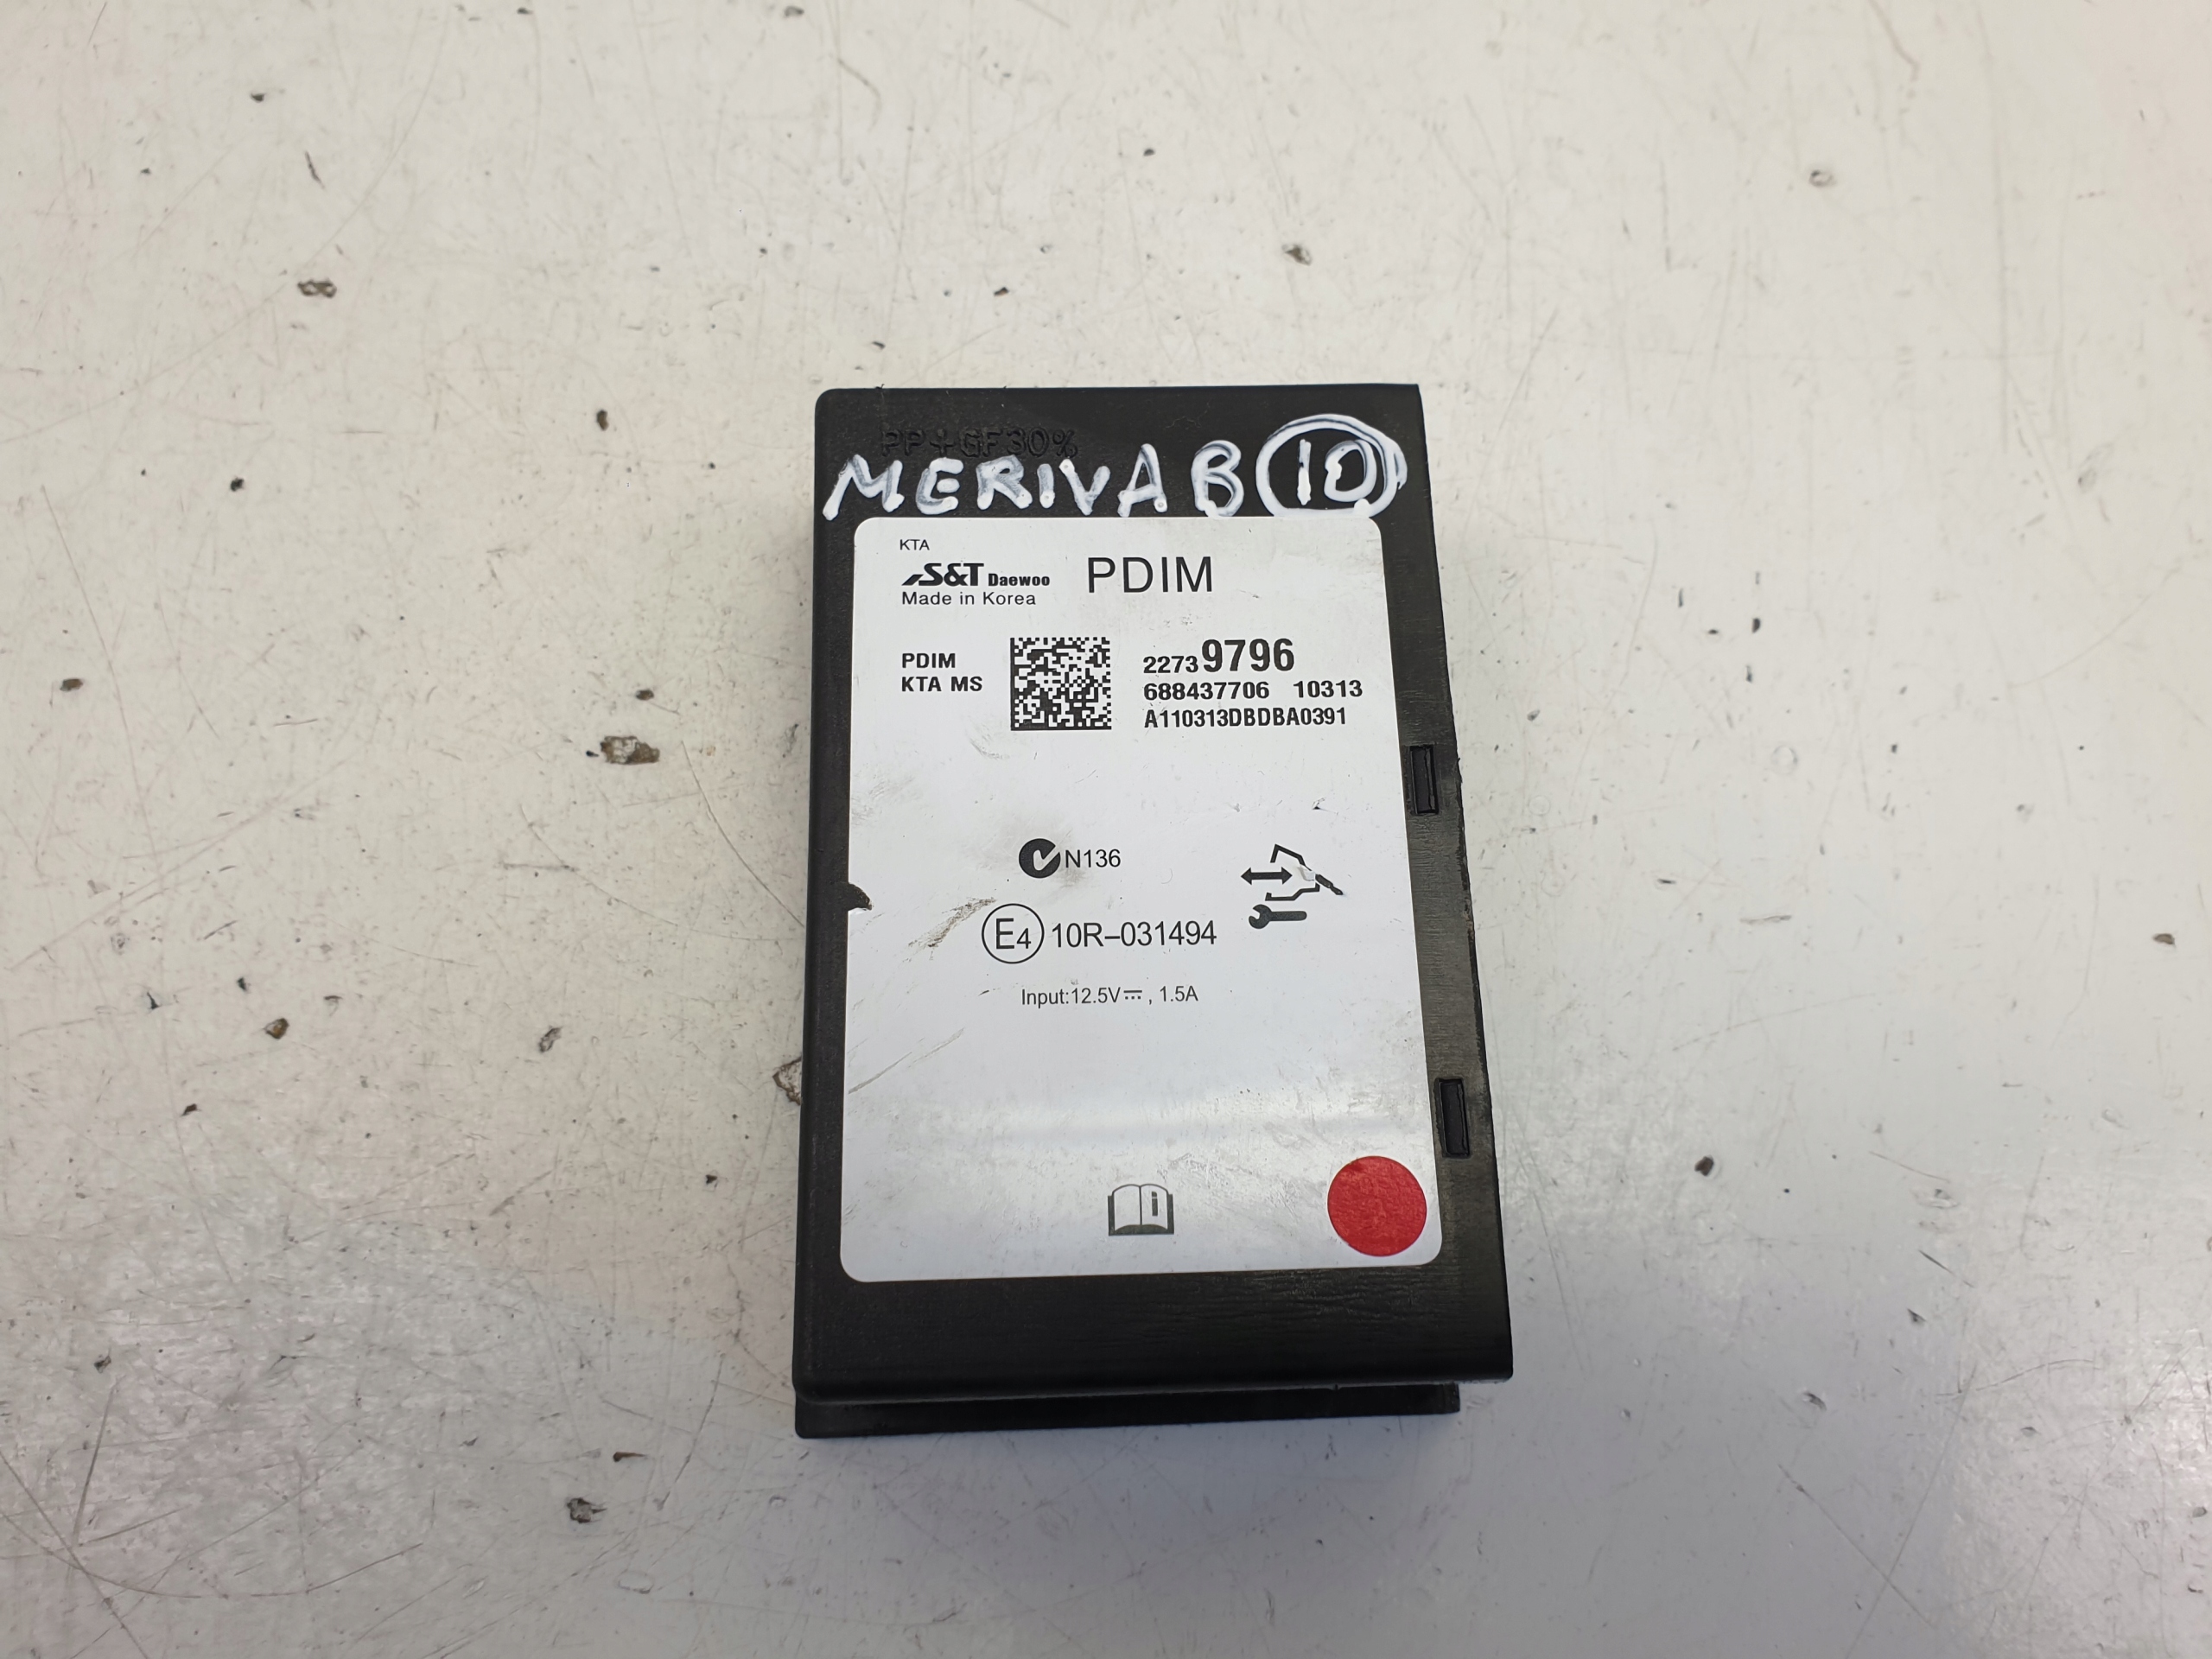 PP+GF30%
MERIVA B 10
KTA
S&T Daewoo PDIM
Made in Korea
PDIM
KTA MS
22739796
688437706 10313
A110313DBDBA0391
N136
E4 10R-031494
Input:12.5V⎓, 1.5A
i